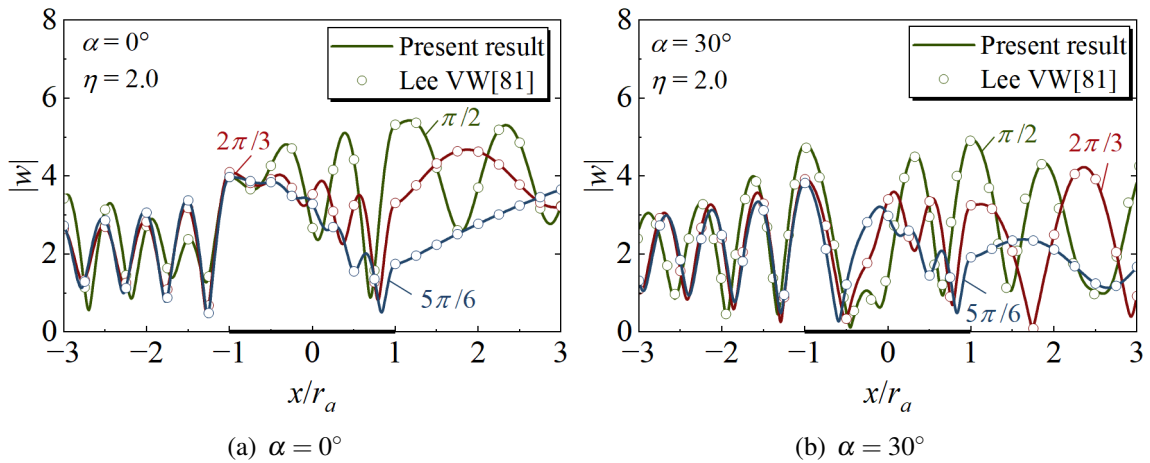 8
6
4
2
0
|w|
α = 0°
η = 2.0
Present result
Lee VW[81]
π/2
2π/3
5π/6
−3 −2 −1 0 1 2 3
x/r_a
(a) α = 0°
8
6
4
2
0
|w|
α = 30°
η = 2.0
Present result
Lee VW[81]
π/2
2π/3
5π/6
−3 −2 −1 0 1 2 3
x/r_a
(b) α = 30°